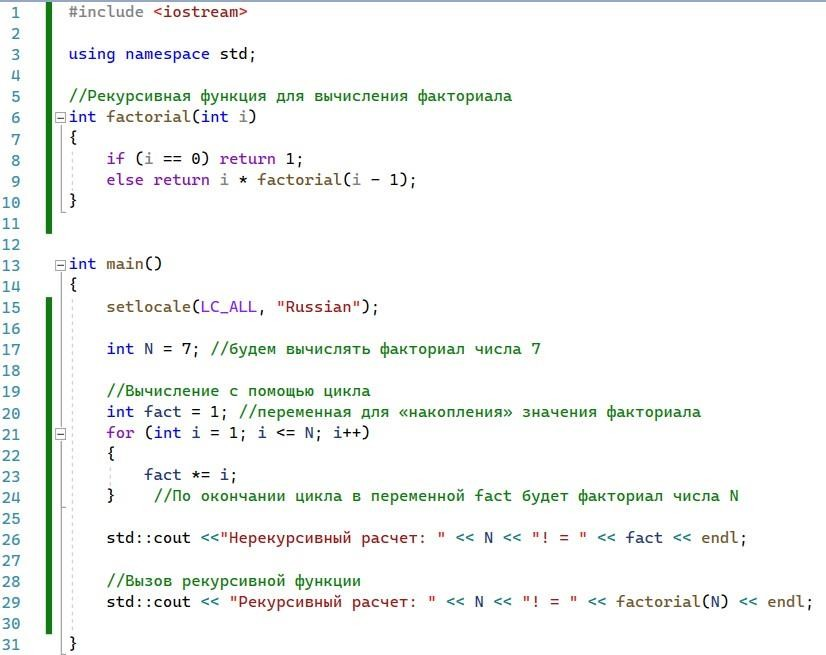 1 #include <iostream>
2
3 using namespace std;
4
5 //Рекурсивная функция для вычисления факториала
6 int factorial(int i)
7 {
8 if (i == 0) return 1;
9 else return i * factorial(i - 1);
10 }
11
12
13 int main()
14 {
15 setlocale(LC_ALL, "Russian");
16
17 int N = 7; //будем вычислять факториал числа 7
18
19 //Вычисление с помощью цикла
20 int fact = 1; //переменная для «накопления» значения факториала
21 for (int i = 1; i <= N; i++)
22 {
23 fact *= i;
24 } //По окончании цикла в переменной fact будет факториал числа N
25
26 std::cout <<"Нерекурсивный расчет: " << N << "! = " << fact << endl;
27
28 //Вызов рекурсивной функции
29 std::cout << "Рекурсивный расчет: " << N << "! = " << factorial(N) << endl;
30
31 }